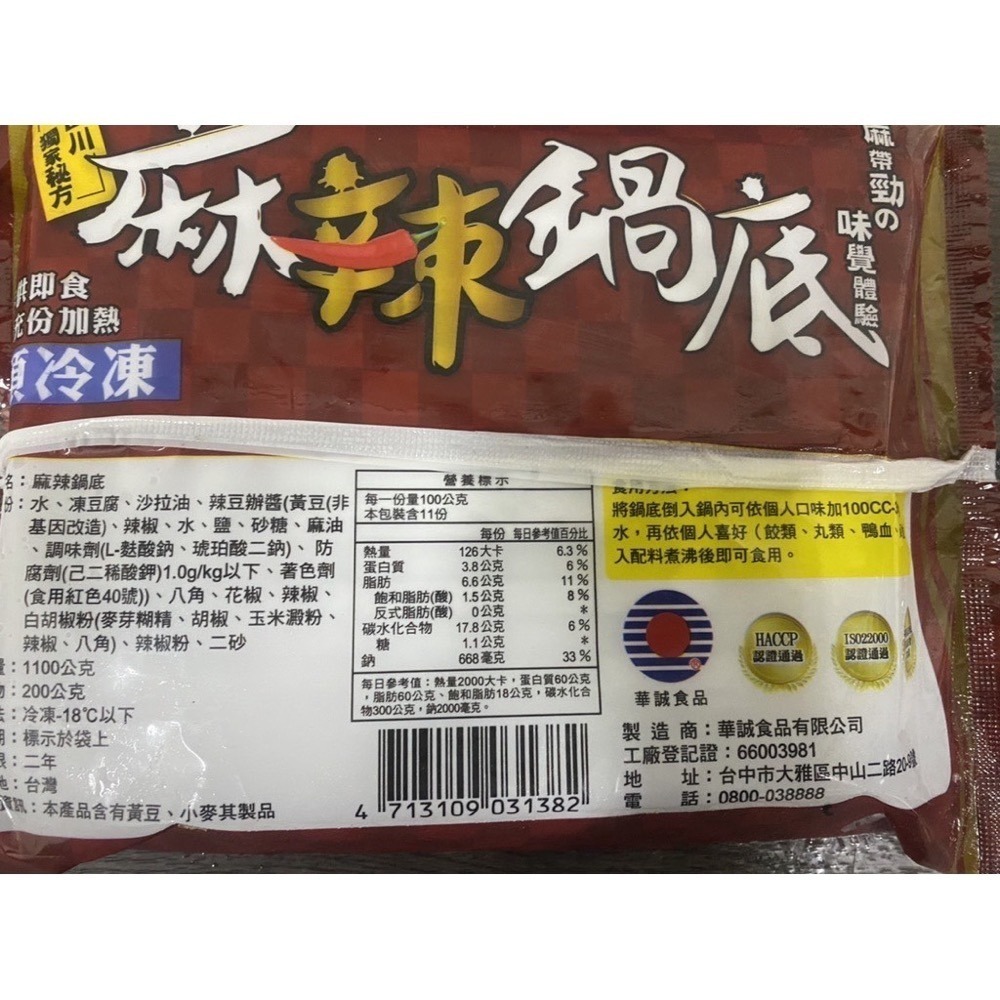 川
獨家秘方
麻辣鍋底
麻帶勁の
味覺體驗
即食
份加熱
冷凍
名：麻辣鍋底
份：水、凍豆腐、沙拉油、辣豆瓣醬(黃豆(非
基因改造)、辣椒、水、鹽、砂糖、麻油
、調味劑(L-麩酸鈉、琥珀酸二鈉)、防
腐劑(己二稀酸鉀)1.0g/kg以下、著色劑
(食用紅色40號))、八角、花椒、辣椒、
白胡椒粉(麥芽糊精、胡椒、玉米澱粉、
辣椒、八角)、辣椒粉、二砂
量：1100公克
物：200公克
法：冷凍-18℃以下
期：標示於袋上
限：二年
地：台灣
資訊：本產品含有黃豆、小麥其製品
營養標示
每一份量100公克
本包裝含11份
每份 每日參考值百分比
熱量 126大卡 6.3%
蛋白質 3.8公克 6%
脂肪 6.6公克 11%
飽和脂肪(酸) 1.5公克 8%
反式脂肪(酸) 0公克 *
碳水化合物 17.8公克 6%
糖 1.1公克 *
鈉 668毫克 33%
每日參考值：熱量2000大卡，蛋白質60公克
，脂肪60公克、飽和脂肪18公克，碳水化合
物300公克，鈉2000毫克。
4 713109 031382
食用方法：
將鍋底倒入鍋內可依個人口味加100CC-
水，再依個人喜好（餃類、丸類、鴨血、
入配料煮沸後即可食用。
華誠食品
HACCP
認證通過
ISO22000
認證通過
製造商：華誠食品有限公司
工廠登記證：66003981
地址：台中市大雅區中山二路20-9號
電話：0800-038888